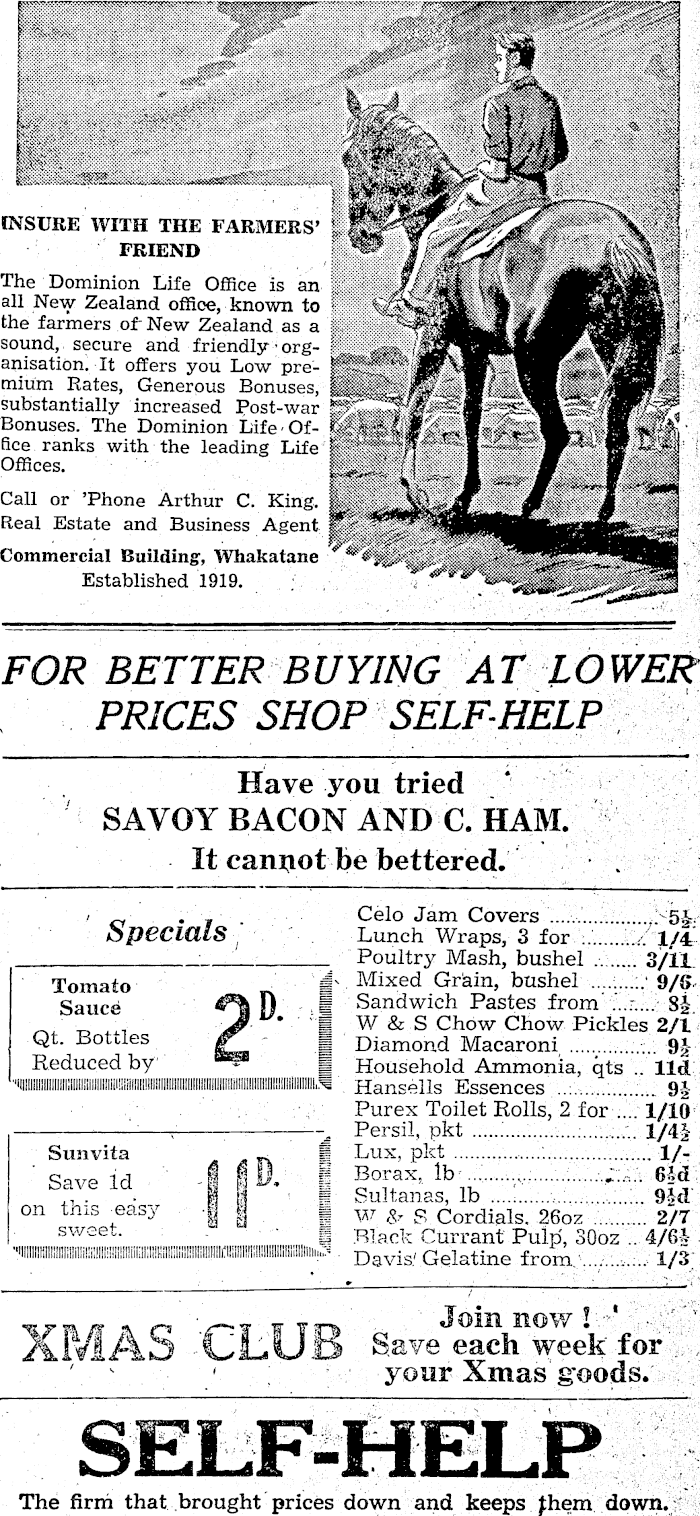 INSURE WITH THE FARMERS'
FRIEND
The Dominion Life Office is an
all New Zealand office, known to
the farmers of New Zealand as a
sound, secure and friendly org-
anisation. It offers you Low pre-
mium Rates, Generous Bonuses,
substantially increased Post-war
Bonuses. The Dominion Life Of-
fice ranks with the leading Life
Offices.
Call or 'Phone Arthur C. King.
Real Estate and Business Agent
Commercial Building, Whakatane
Established 1919.
FOR BETTER BUYING AT LOWER
PRICES SHOP SELF-HELP
Have you tried
SAVOY BACON AND C. HAM.
It cannot be bettered.
Specials
Tomato
Sauce
Qt. Bottles
Reduced by
2D.
Sunvita
Save 1d
on this easy
sweet.
11D.
Celo Jam Covers .................... 5½
Lunch Wraps, 3 for ........... 1/4
Poultry Mash, bushel ........ 3/11
Mixed Grain, bushel .......... 9/6
Sandwich Pastes from ....... 8½
W & S Chow Chow Pickles 2/1
Diamond Macaroni ................ 9½
Household Ammonia, qts .. 11d
Hansells Essences .................. 9½
Purex Toilet Rolls, 2 for .... 1/10
Persil, pkt .............................. 1/4½
Lux, pkt .................................. 1/-
Borax, lb ................................ 6½d
Sultanas, lb ............................ 9½d
W & S Cordials, 26oz .......... 2/7
Black Currant Pulp, 30oz .. 4/6½
Davis' Gelatine from ............ 1/3
XMAS CLUB
Join now !
Save each week for
your Xmas goods.
SELF-HELP
The firm that brought prices down and keeps them down.